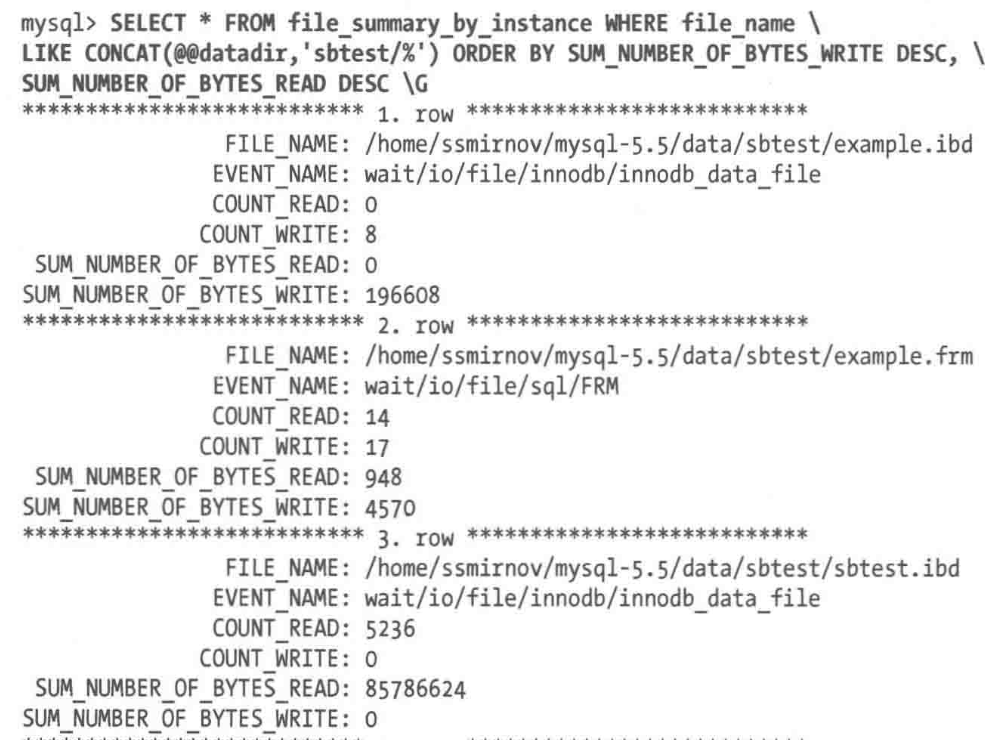 mysql> SELECT * FROM file_summary_by_instance WHERE file_name \
LIKE CONCAT(@@datadir,'sbtest/%') ORDER BY SUM_NUMBER_OF_BYTES_WRITE DESC, \
SUM_NUMBER_OF_BYTES_READ DESC \G
*************************** 1. row ***************************
FILE_NAME: /home/ssmirnov/mysql-5.5/data/sbtest/example.ibd
EVENT_NAME: wait/io/file/innodb/innodb_data_file
COUNT_READ: 0
COUNT_WRITE: 8
SUM_NUMBER_OF_BYTES_READ: 0
SUM_NUMBER_OF_BYTES_WRITE: 196608
*************************** 2. row ***************************
FILE_NAME: /home/ssmirnov/mysql-5.5/data/sbtest/example.frm
EVENT_NAME: wait/io/file/sql/FRM
COUNT_READ: 14
COUNT_WRITE: 17
SUM_NUMBER_OF_BYTES_READ: 948
SUM_NUMBER_OF_BYTES_WRITE: 4570
*************************** 3. row ***************************
FILE_NAME: /home/ssmirnov/mysql-5.5/data/sbtest/sbtest.ibd
EVENT_NAME: wait/io/file/innodb/innodb_data_file
COUNT_READ: 5236
COUNT_WRITE: 0
SUM_NUMBER_OF_BYTES_READ: 85786624
SUM_NUMBER_OF_BYTES_WRITE: 0